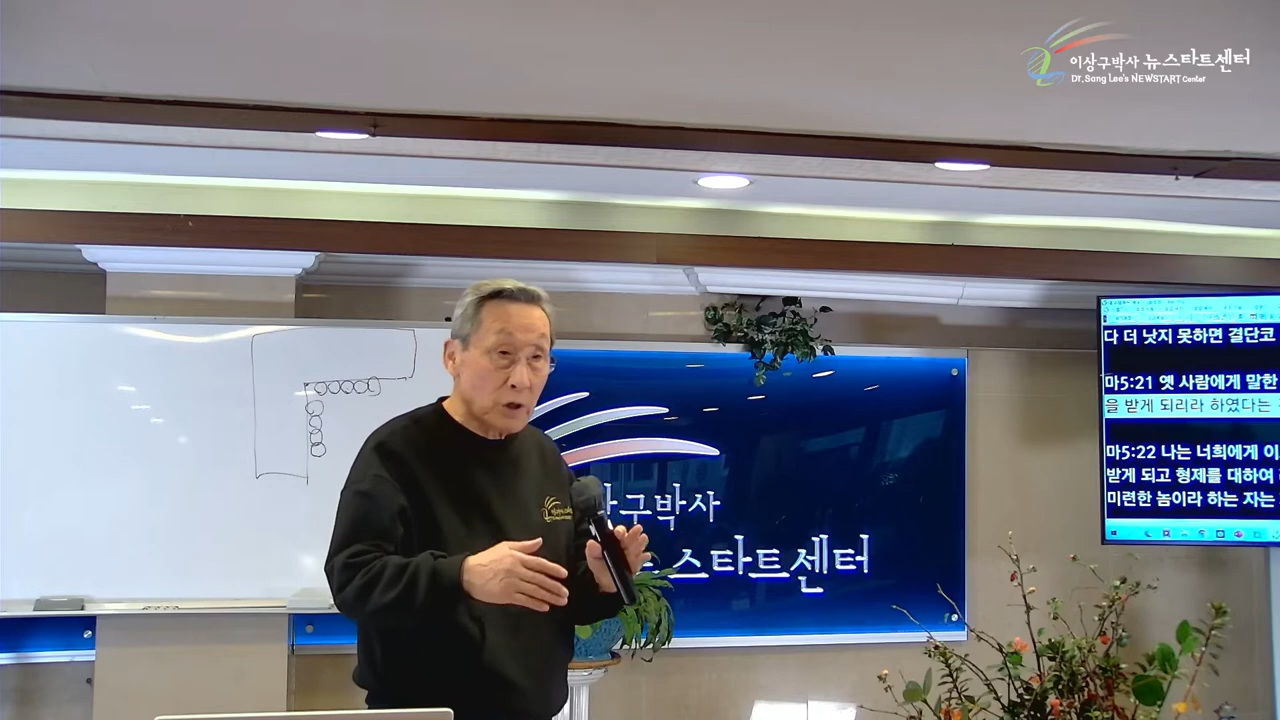 이상구박사 뉴스타트센터
Dr. Sang Lee's NEWSTART Center
다 더 낫지 못하면 결단코
마5:21 옛 사람에게 말한
을 받게 되리라 하였다는
마5:22 나는 너희에게 이
받게 되고 형제를 대하여
미련한 놈이라 하는 자는
상구박사
스타트센터